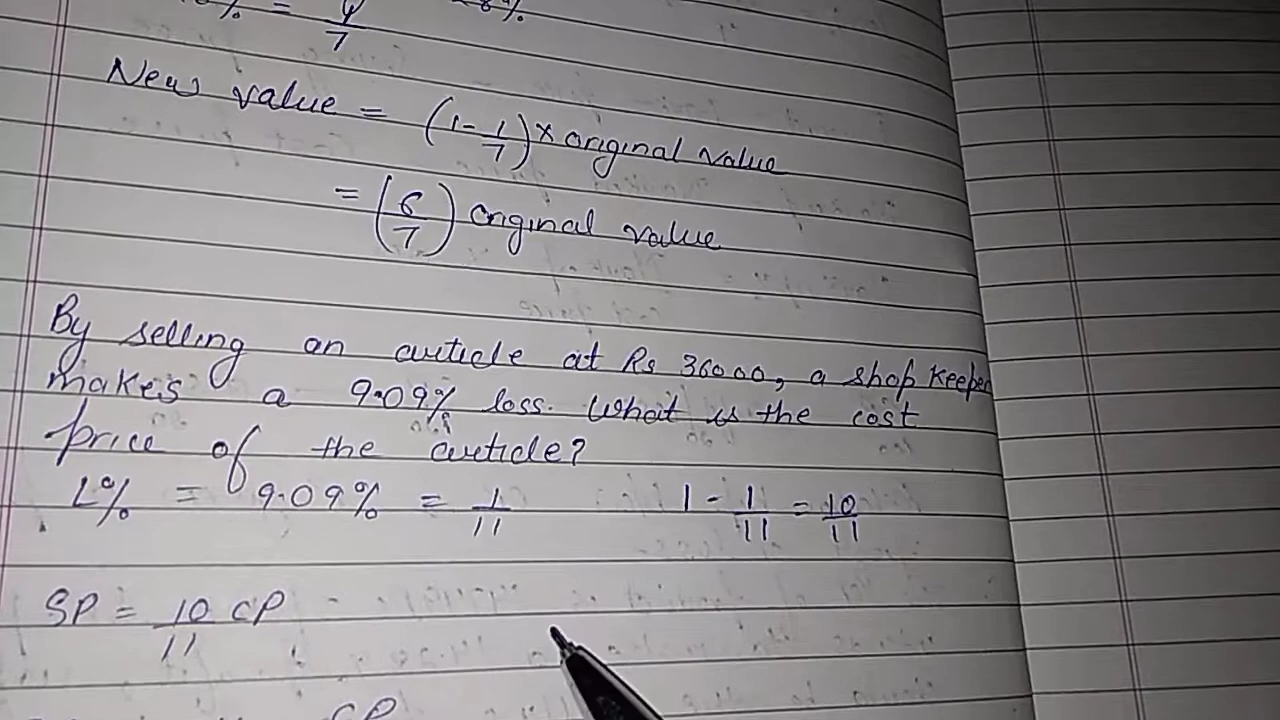 % = 
7
New value = (1 - 1/7) × original value
= (6/7) original value
By selling an article at Rs 36000, a shop keeper
makes a 9.09% loss. What is the cost
price of the article?
L% = 9.09% = 1/11 1 - 1/11 = 10/11
SP = 10/11 CP
CP